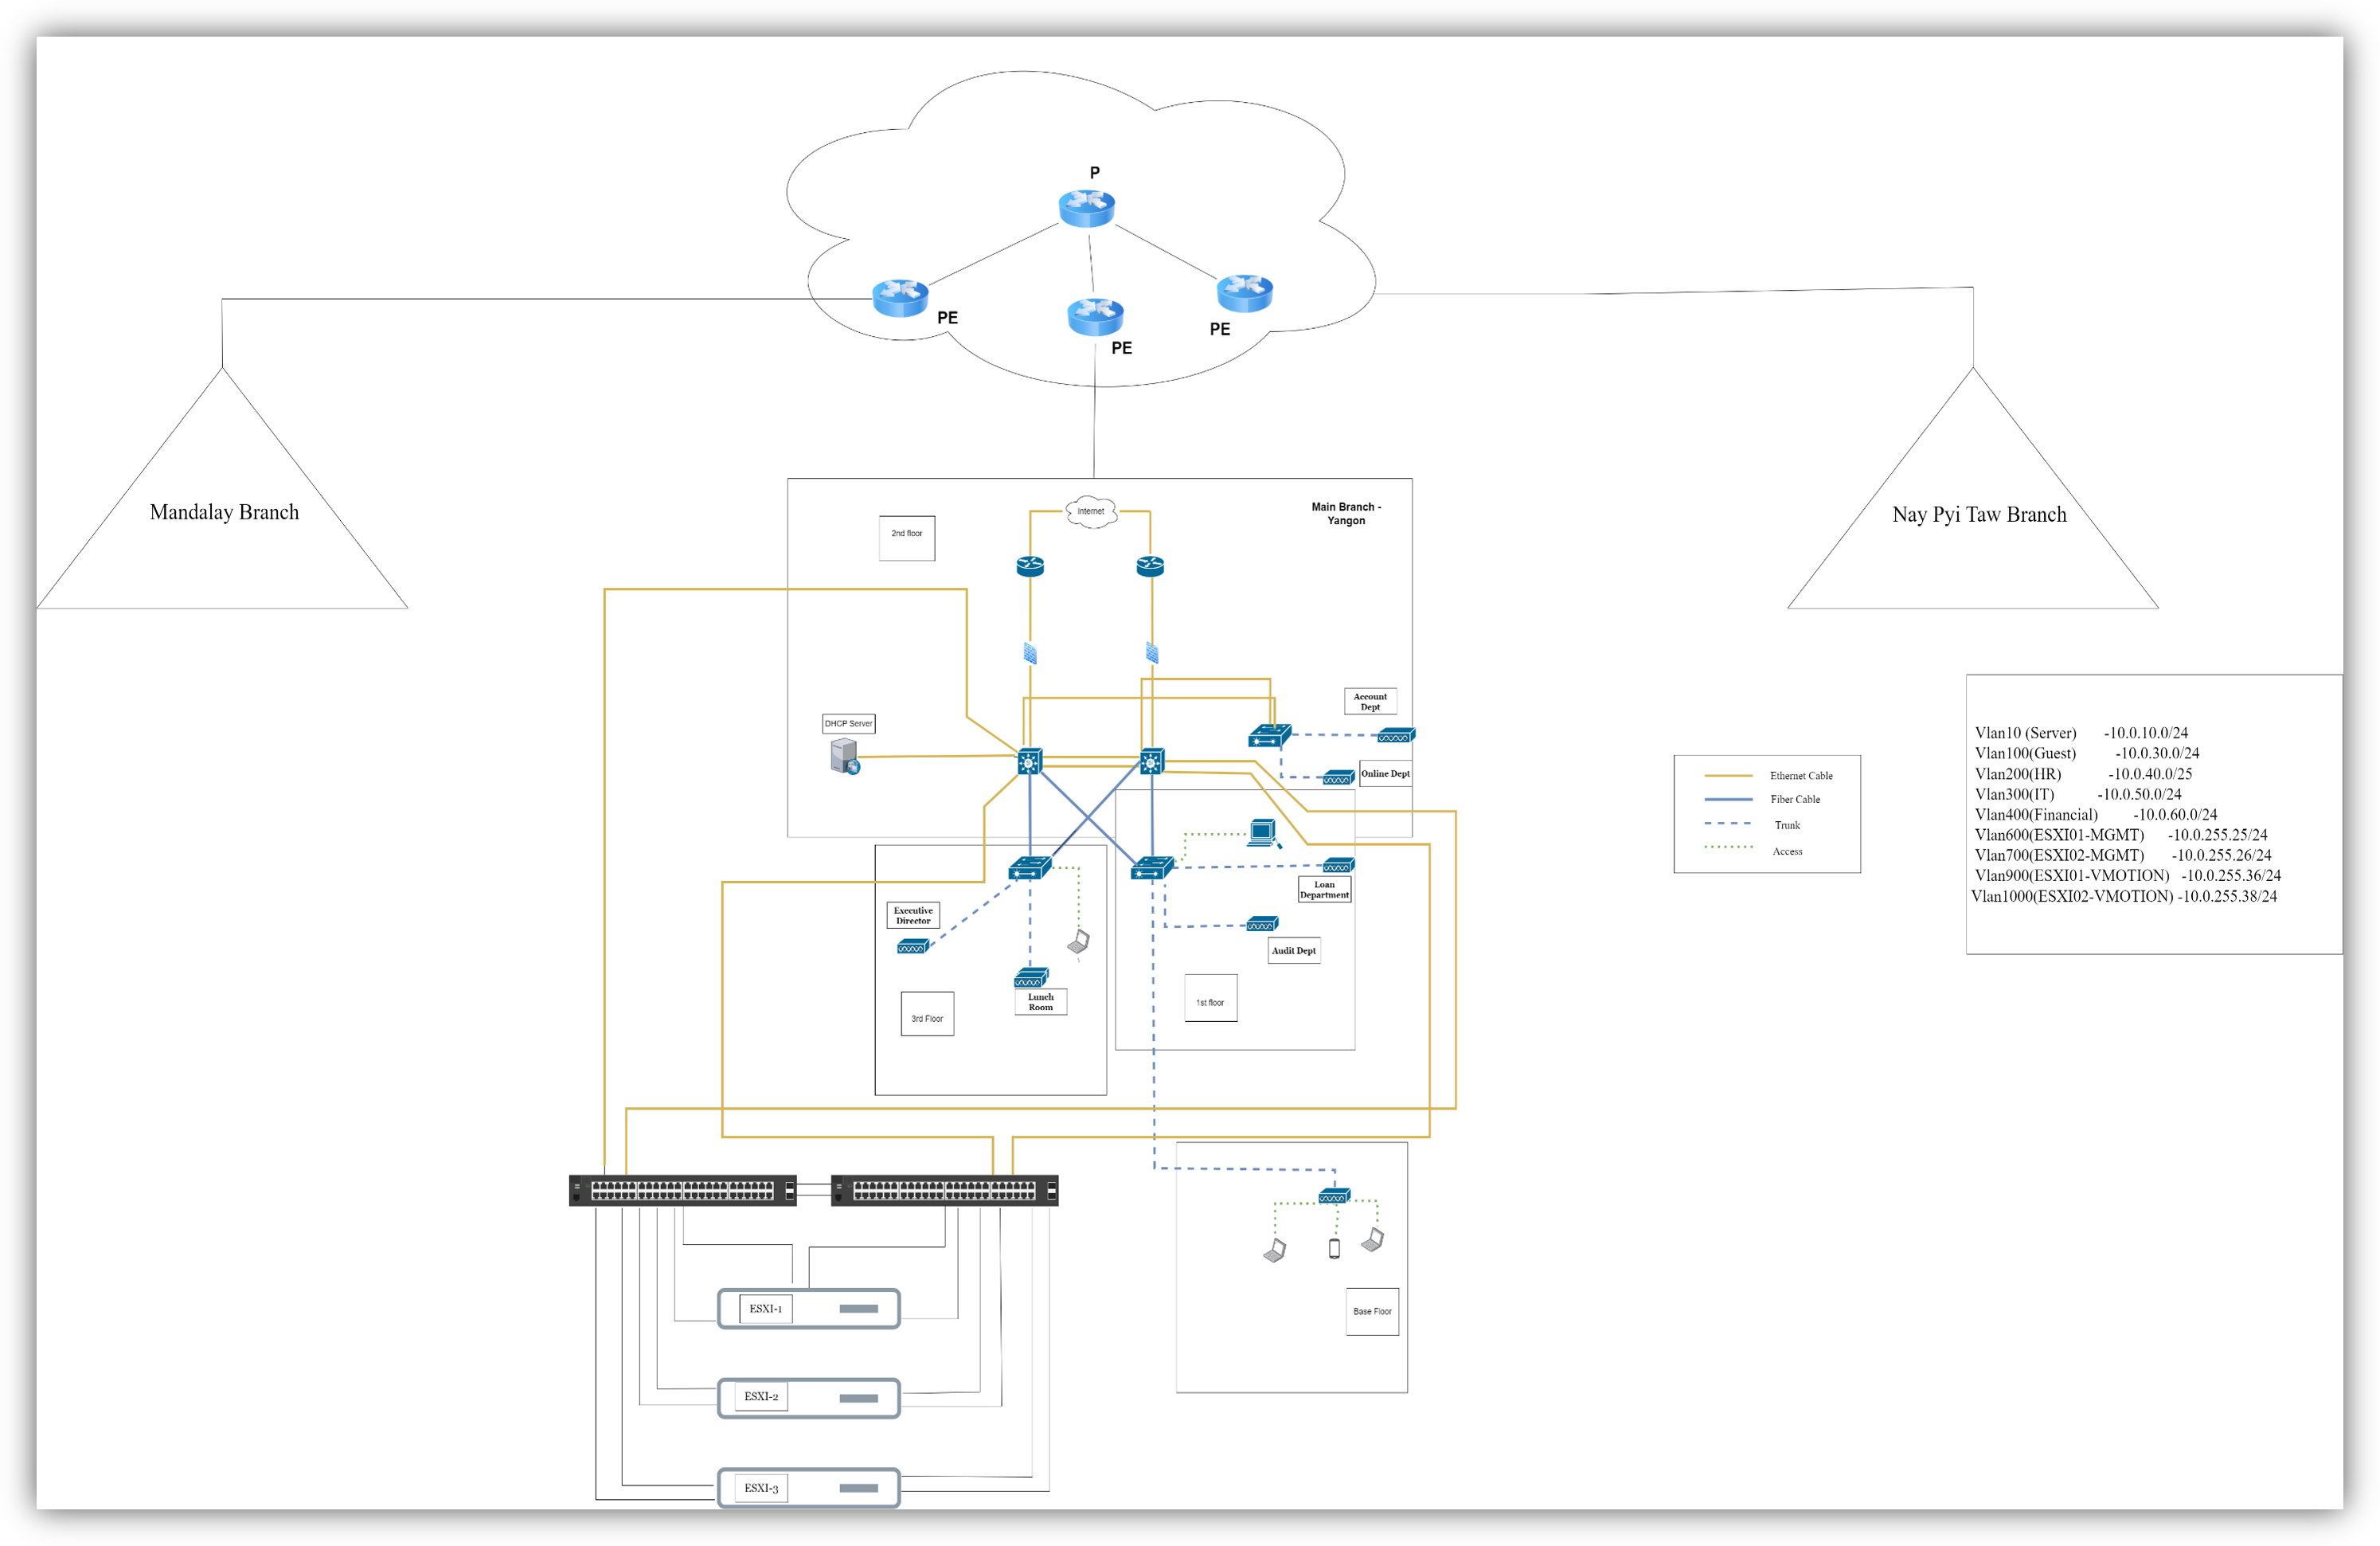 P
PE
PE
PE
Mandalay Branch
Nay Pyi Taw Branch
Internet
Main Branch -
Yangon
2nd floor
Account
Dept
DHCP Server
Online Dept
Ethernet Cable
Fiber Cable
Trunk
Access
Vlan10 (Server) -10.0.10.0/24
Vlan100(Guest) -10.0.30.0/24
Vlan200(HR) -10.0.40.0/25
Vlan300(IT) -10.0.50.0/24
Vlan400(Financial) -10.0.60.0/24
Vlan600(ESXI01-MGMT) -10.0.255.25/24
Vlan700(ESXI02-MGMT) -10.0.255.26/24
Vlan900(ESXI01-VMOTION) -10.0.255.36/24
Vlan1000(ESXI02-VMOTION) -10.0.255.38/24
Loan
Department
Executive
Director
Audit Dept
Lunch
Room
3rd Floor
1st floor
ESXI-1
Base Floor
ESXI-2
ESXI-3